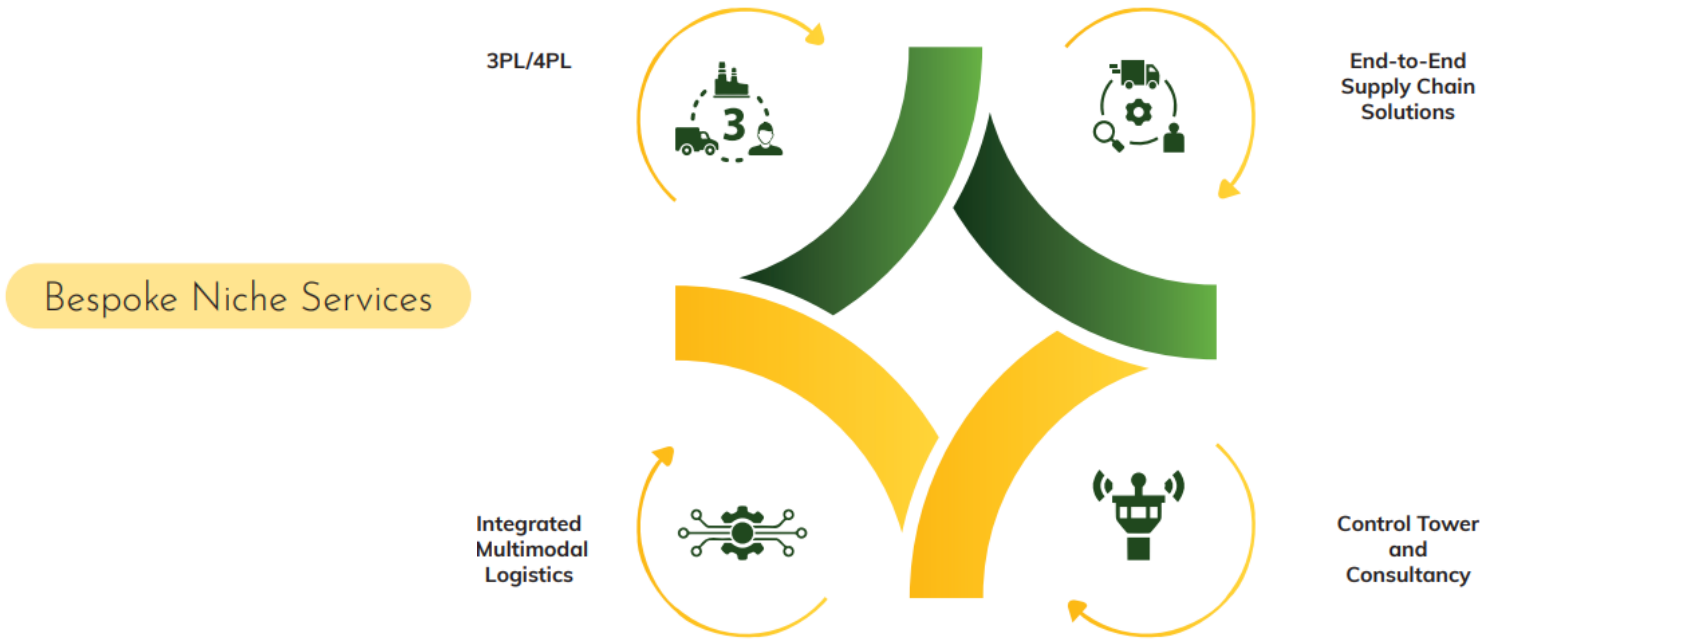 3PL/4PL
3
End-to-End
Supply Chain
Solutions
Bespoke Niche Services
Integrated
Multimodal
Logistics
Control Tower
and
Consultancy